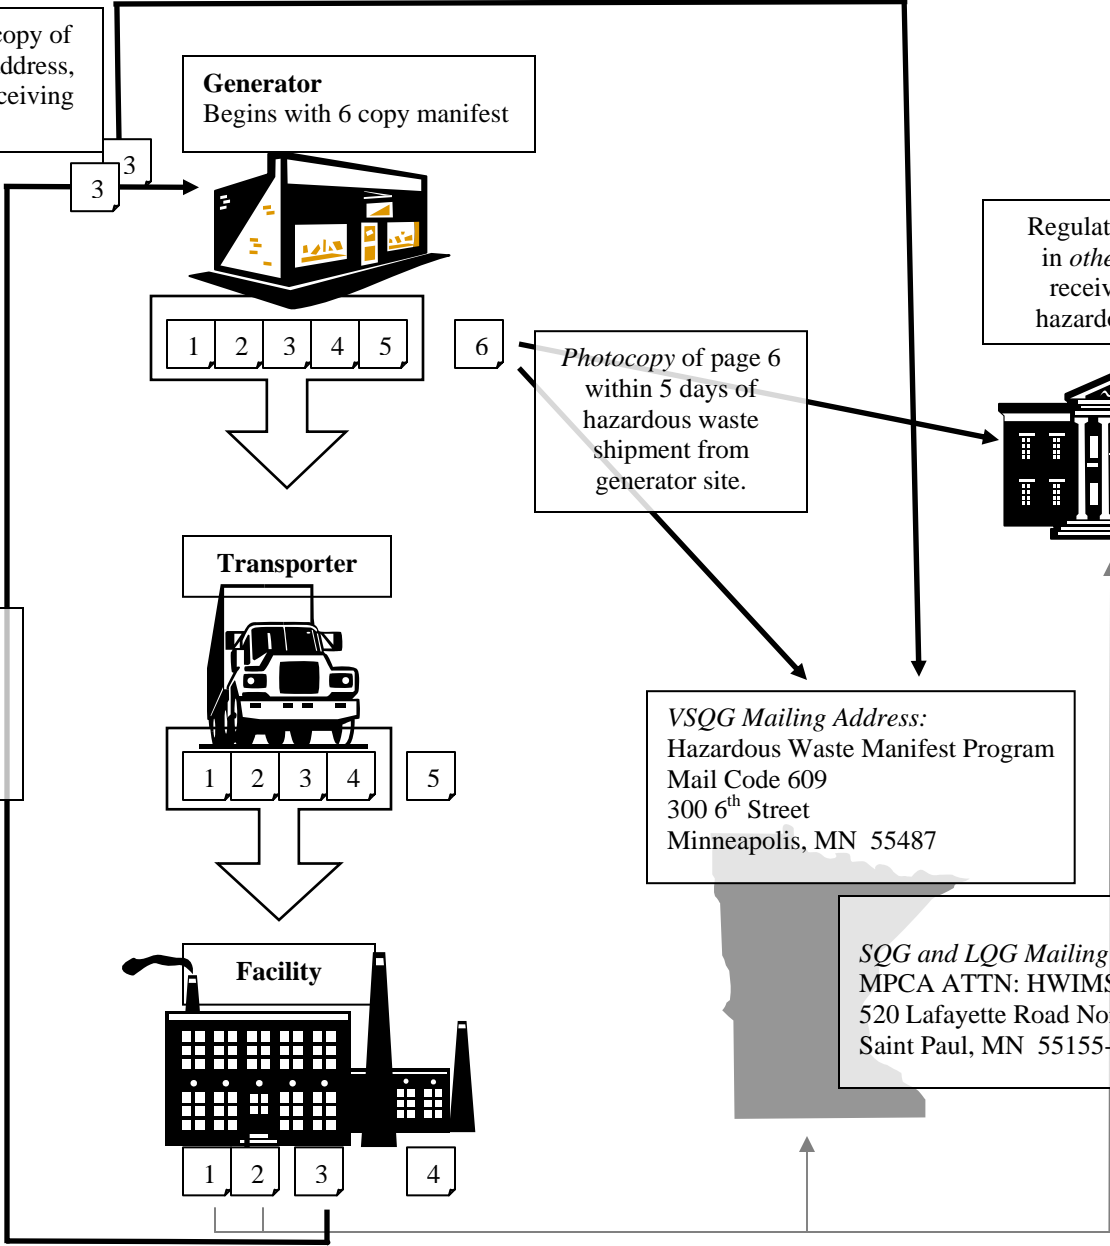 copy of
ddress,
ceiving
Generator
Begins with 6 copy manifest
3
3
Regulat
in othe
receiv
hazardo
1 2 3 4 5 6
Photocopy of page 6
within 5 days of
hazardous waste
shipment from
generator site.
Transporter
1 2 3 4 5
VSQG Mailing Address:
Hazardous Waste Manifest Program
Mail Code 609
300 6th Street
Minneapolis, MN 55487
Facility
SQG and LQG Mailing
MPCA ATTN: HWIMS
520 Lafayette Road No
Saint Paul, MN 55155-
1 2 3 4